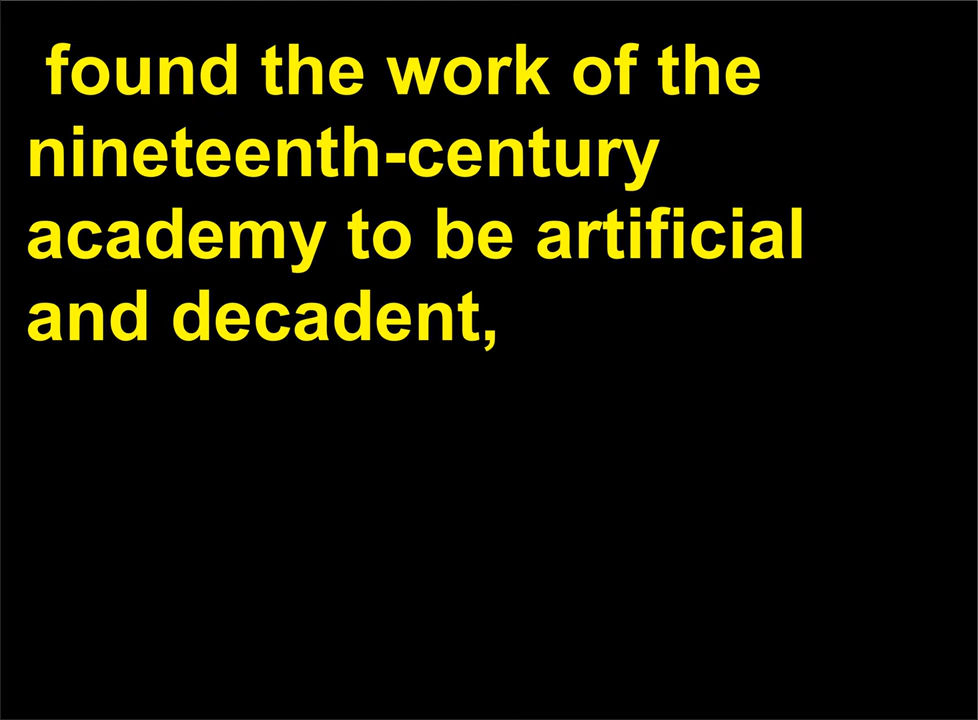 found the work of the
nineteenth-century
academy to be artificial
and decadent,